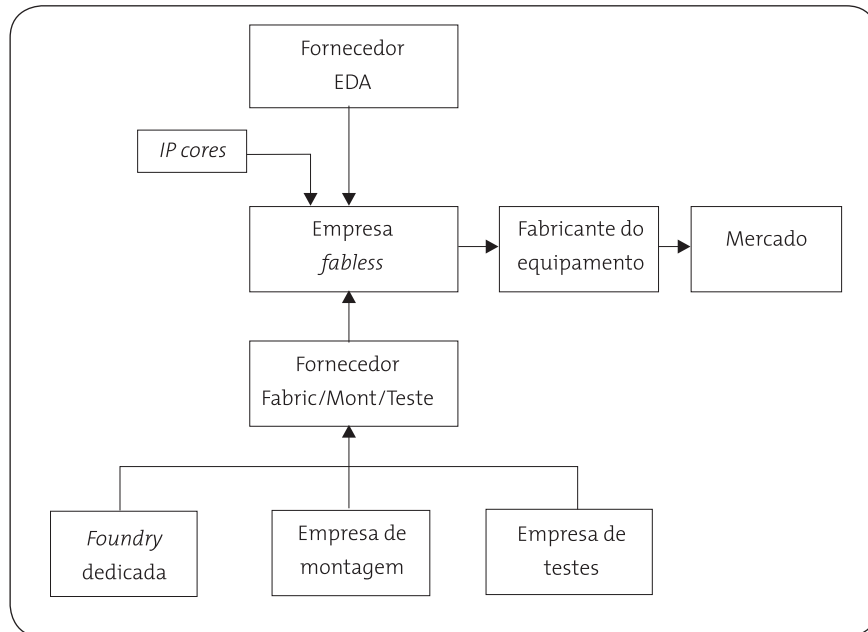 Fornecedor
EDA
IP cores
Empresa
fabless
Fabricante do
equipamento
Mercado
Fornecedor
Fabric/Mont/Teste
Foundry
dedicada
Empresa de
montagem
Empresa de
testes